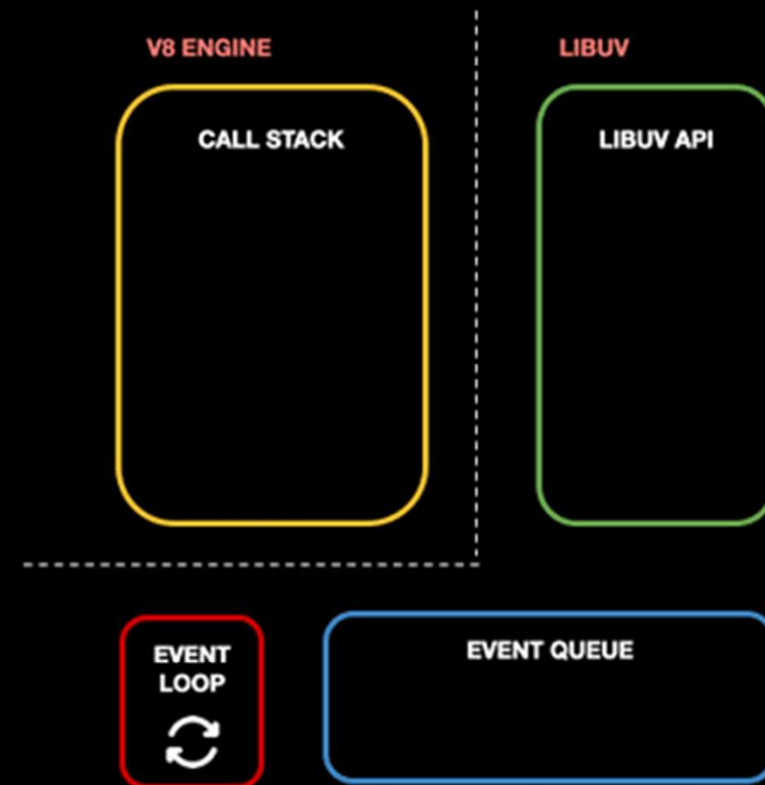 V8 ENGINE
LIBUV
CALL STACK
LIBUV API
EVENT
LOOP
EVENT QUEUE